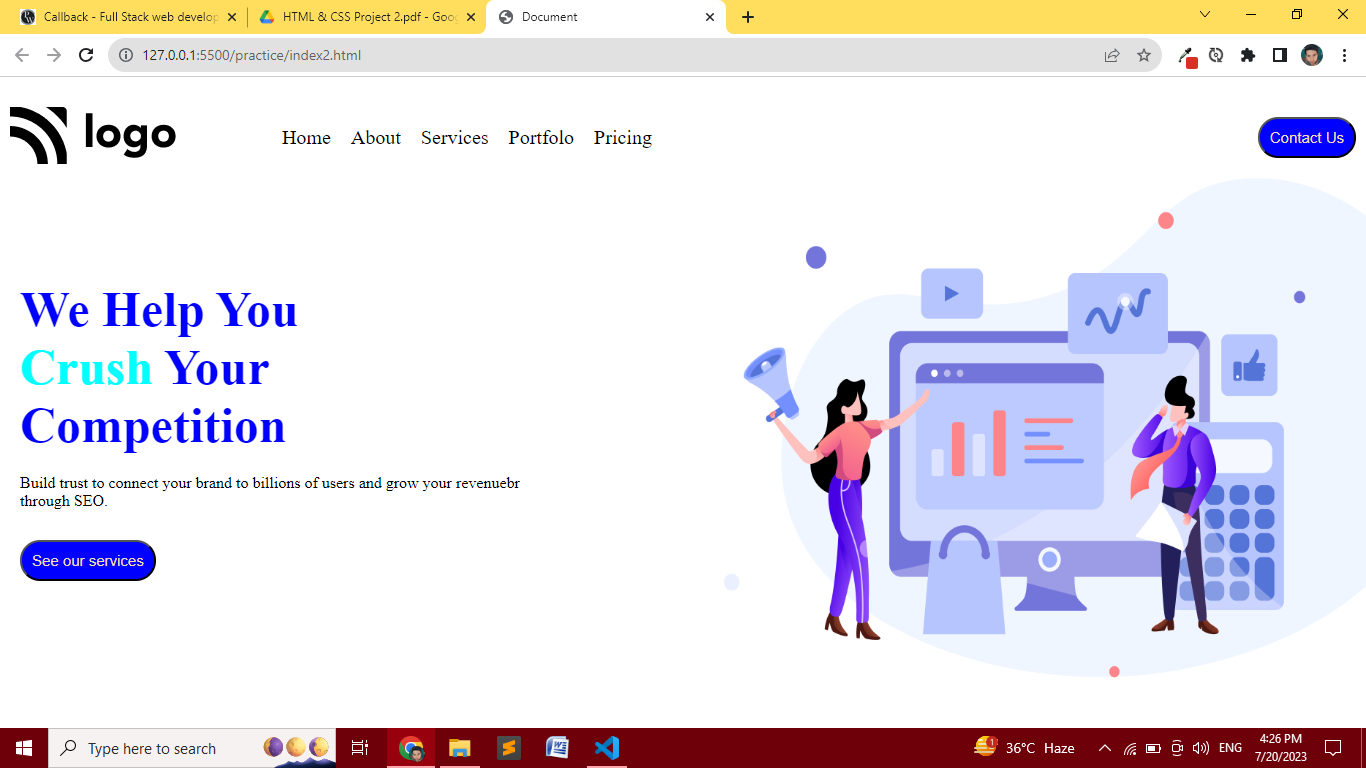 Callback - Full Stack web develop
HTML & CSS Project 2.pdf - Goog
Document
127.0.0.1:5500/practice/index2.html
logo
Home About Services Portfolo Pricing
Contact Us
We Help You
Crush Your
Competition
Build trust to connect your brand to billions of users and grow your revenuebr
through SEO.
See our services
Type here to search
1
36°C Haze
ENG
4:26 PM
7/20/2023